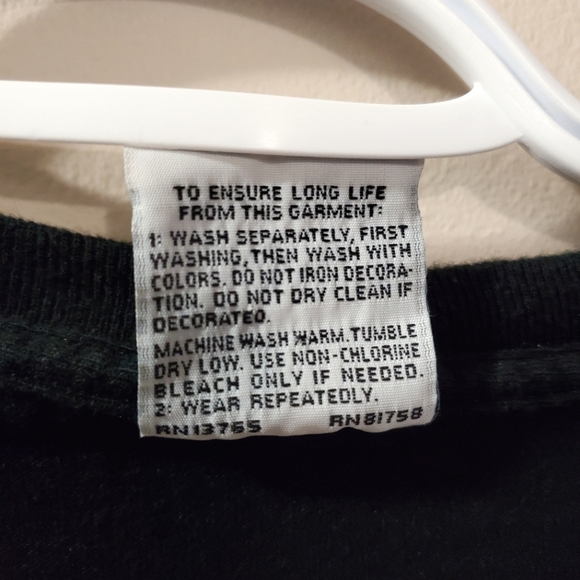 TO ENSURE LONG LIFE
FROM THIS GARMENT:
1: WASH SEPARATELY, FIRST
WASHING, THEN WASH WITH
COLORS. DO NOT IRON DECORA-
TION. DO NOT DRY CLEAN IF
DECORATED.
MACHINE WASH WARM. TUMBLE
DRY LOW. USE NON-CHLORINE
BLEACH ONLY IF NEEDED.
2: WEAR REPEATEDLY.
RN13765 RN81758